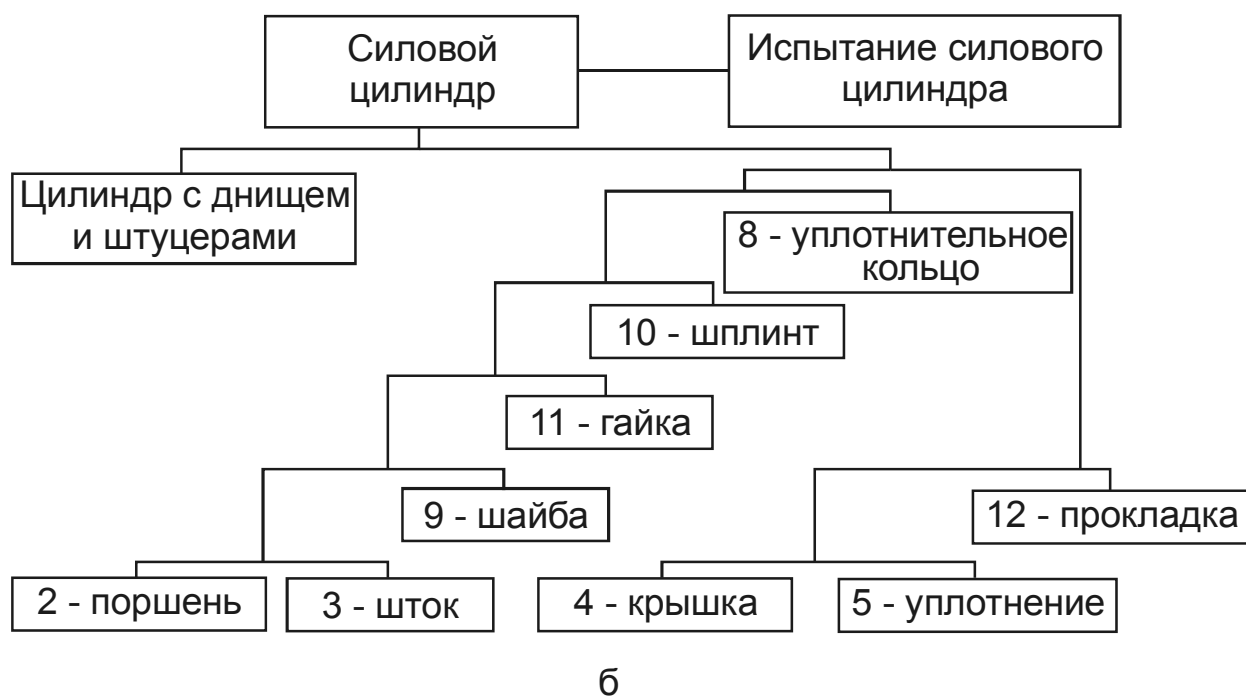 Силовой
цилиндр
Испытание силового
цилиндра
Цилиндр с днищем
и штуцерами
8 - уплотнительное
кольцо
10 - шплинт
11 - гайка
9 - шайба
12 - прокладка
2 - поршень
3 - шток
4 - крышка
5 - уплотнение
б